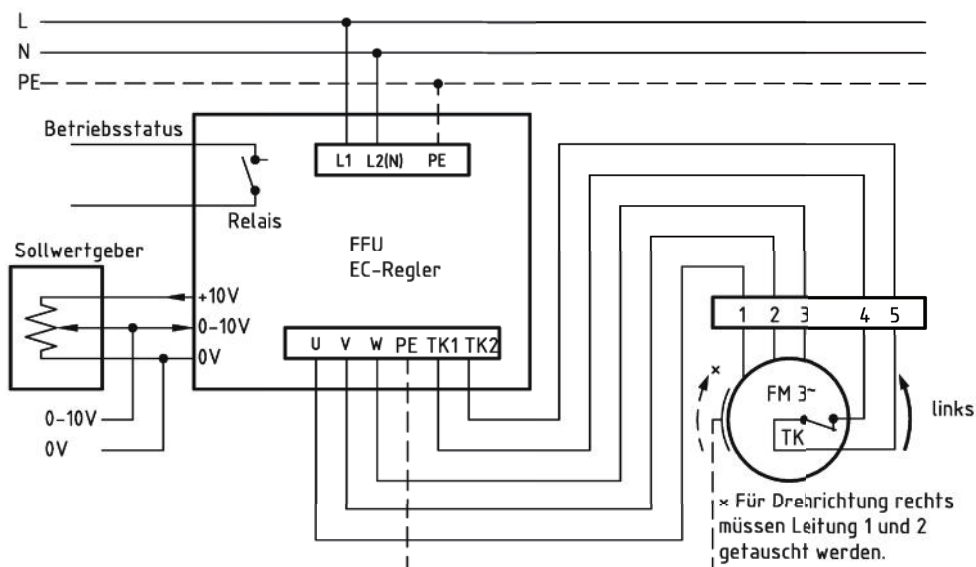 L
N
PE
Betriebsstatus
L1 L2(N) PE
Relais
FFU
EC-Regler
Sollwertgeber
+10V
0-10V
0V
U V W PE TK1 TK2
0-10V
0V
1 2 3 4 5
×
FM 3~
TK
links
× Für Drehrichtung rechts
müssen Leitung 1 und 2
getauscht werden.